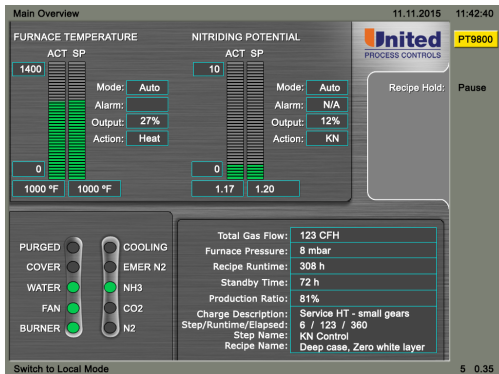 Main Overview 11.11.2015 11:42:40
FURNACE TEMPERATURE
ACT SP
1400
Mode: Auto
Alarm:
Output: 27%
Action: Heat
0
1000 ºF 1000 ºF
NITRIDING POTENTIAL
ACT SP
10
Mode: Auto
Alarm: N/A
Output: 12%
Action: KN
0
1.17 1.20
United
PROCESS CONTROLS
PT9800
Recipe Hold: Pause
PURGED COOLING
COVER EMER N2
WATER NH3
FAN CO2
BURNER N2
Total Gas Flow: 123 CFH
Furnace Pressure: 8 mbar
Recipe Runtime: 308 h
Standby Time: 72 h
Production Ratio: 81%
Charge Description: Service HT - small gears
Step/Runtime/Elapsed: 6 / 123 / 360
Step Name: KN Control
Recipe Name: Deep case, Zero white layer
Switch to Local Mode 5 0.35